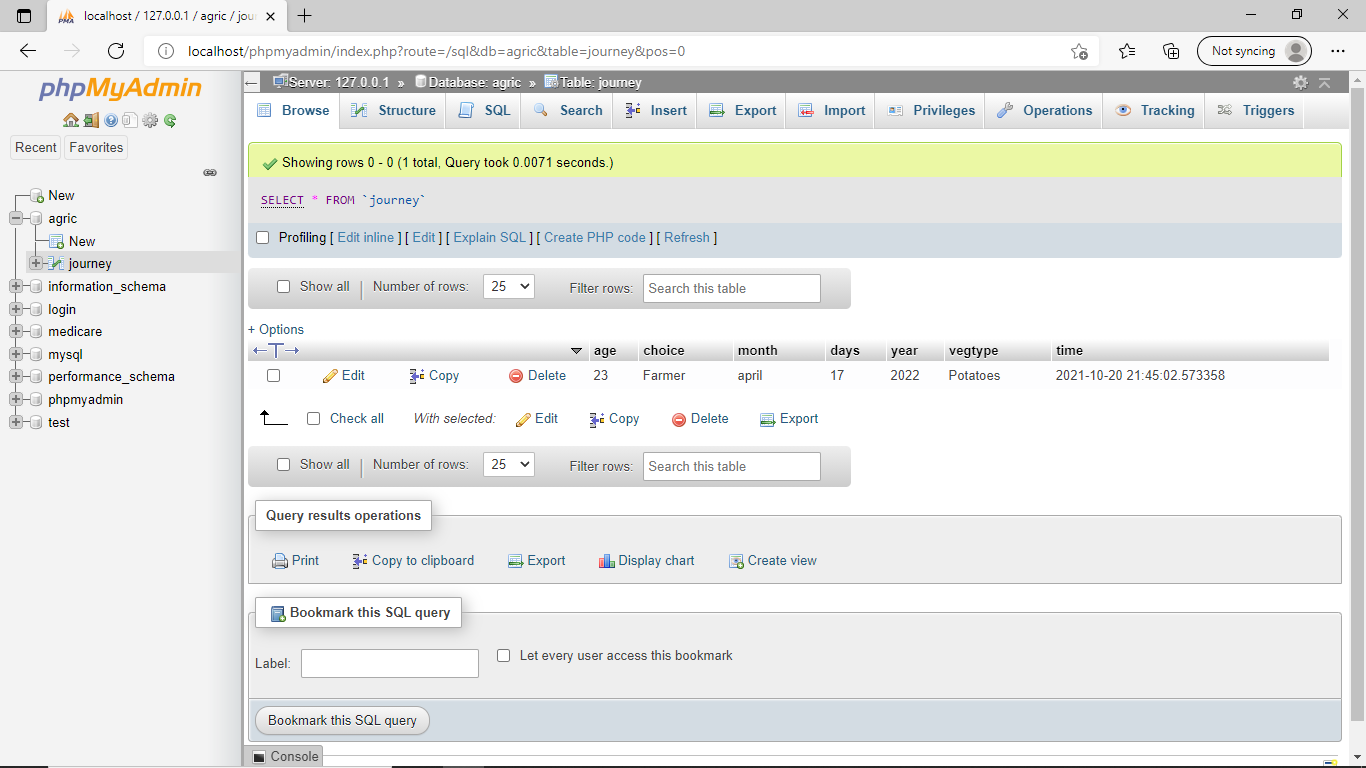 localhost / 127.0.0.1 / agric / jou
localhost/phpmyadmin/index.php?route=/sql&db=agric&table=journey&pos=0
Not syncing
phpMyAdmin
Recent Favorites
New
agric
New
journey
information_schema
login
medicare
mysql
performance_schema
phpmyadmin
test
Server: 127.0.0.1 » Database: agric » Table: journey
Browse Structure SQL Search Insert Export Import Privileges Operations Tracking Triggers
Showing rows 0 - 0 (1 total, Query took 0.0071 seconds.)
SELECT * FROM `journey`
Profiling [ Edit inline ] [ Edit ] [ Explain SQL ] [ Create PHP code ] [ Refresh ]
Show all Number of rows: 25 Filter rows: Search this table
+ Options
age choice month days year vegtype time
Edit Copy Delete 23 Farmer april 17 2022 Potatoes 2021-10-20 21:45:02.573358
Check all With selected: Edit Copy Delete Export
Show all Number of rows: 25 Filter rows: Search this table
Query results operations
Print Copy to clipboard Export Display chart Create view
Bookmark this SQL query
Label: Let every user access this bookmark
Bookmark this SQL query
Console